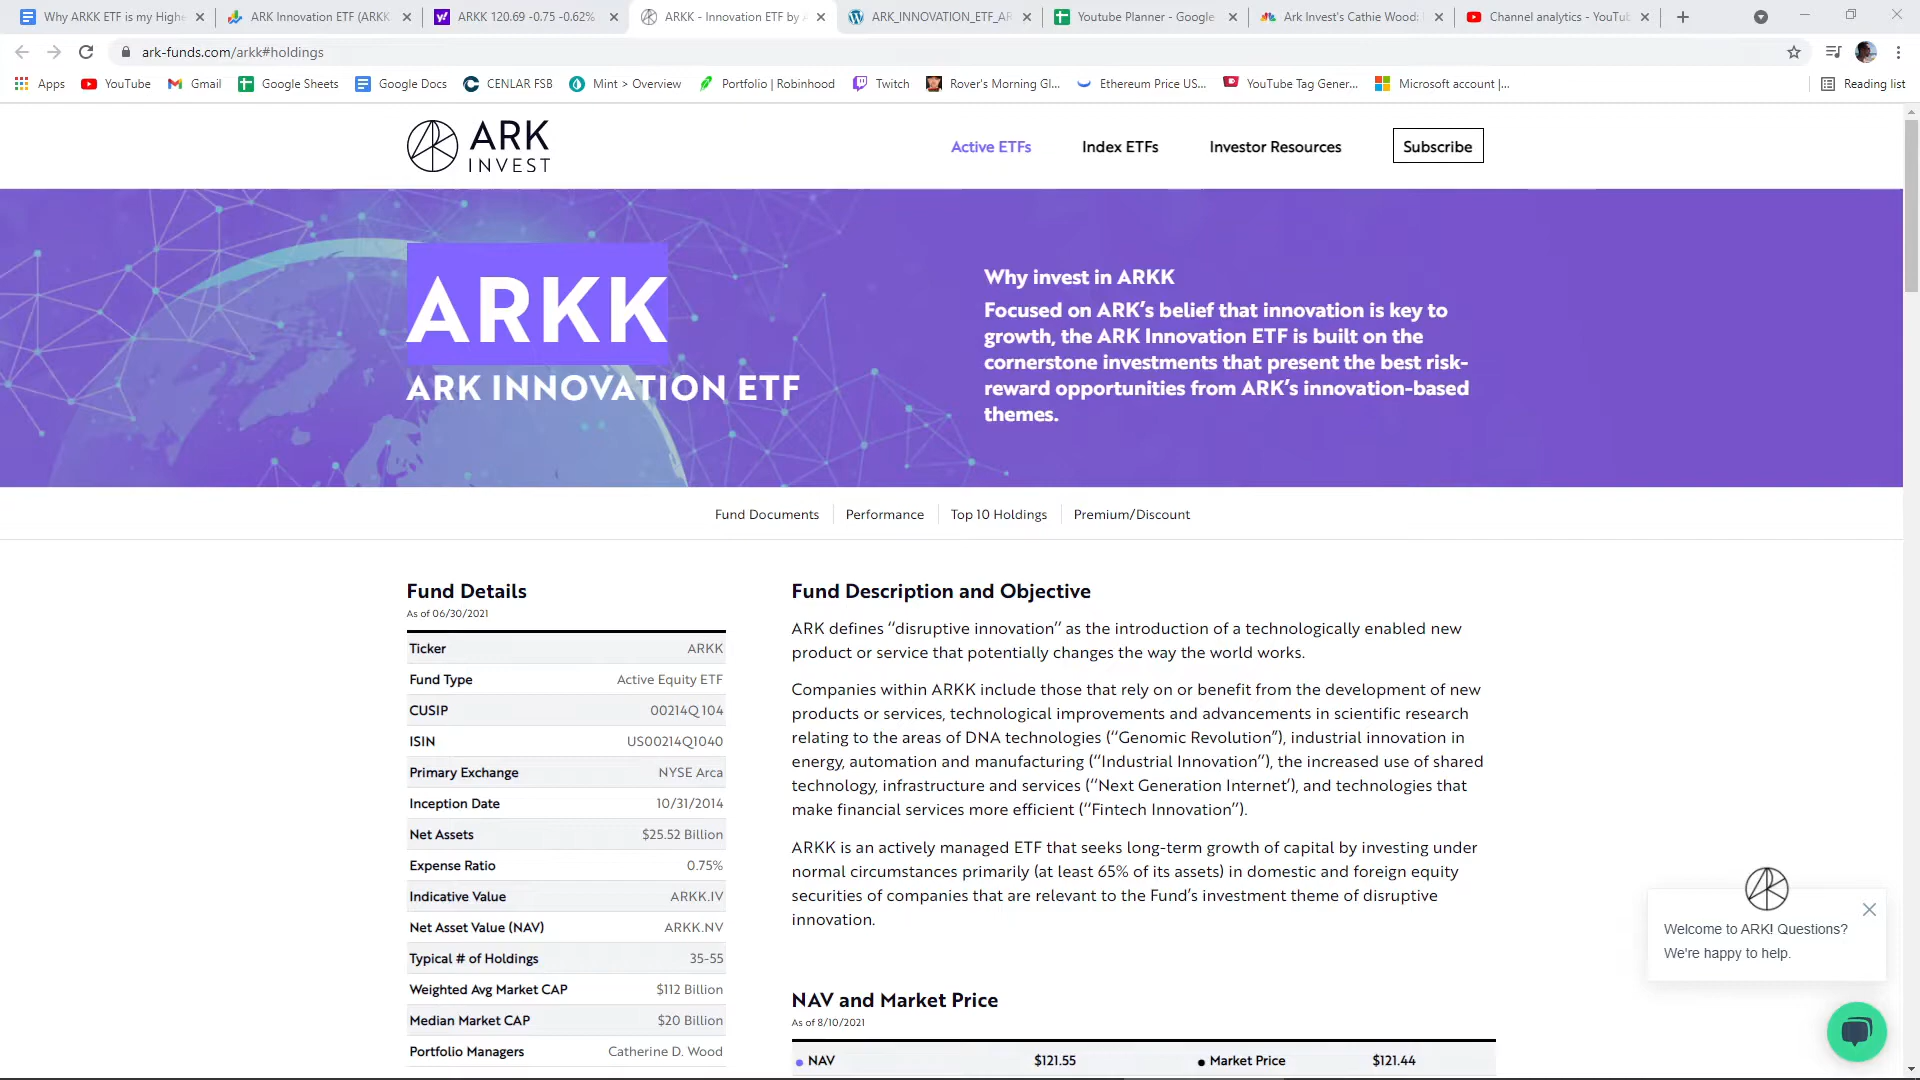 Why ARKK ETF is my Highe
ARK Innovation ETF (ARKK
ARKK 120.69 -0.75 -0.62%
ARKK - Innovation ETF by A
ARK_INNOVATION_ETF_AR
Youtube Planner - Google
Ark Invest's Cathie Wood:
Channel analytics - YouTu
ark-funds.com/arkk#holdings
Apps
YouTube
Gmail
Google Sheets
Google Docs
CENLAR FSB
Mint > Overview
Portfolio | Robinhood
Twitch
Rover's Morning Gl...
Ethereum Price US...
YouTube Tag Gener...
Microsoft account |...
Reading list
ARK
INVEST
Active ETFs
Index ETFs
Investor Resources
Subscribe
ARKK
ARK INNOVATION ETF
Why invest in ARKK
Focused on ARK’s belief that innovation is key to
growth, the ARK Innovation ETF is built on the
cornerstone investments that present the best risk-
reward opportunities from ARK’s innovation-based
themes.
Fund Documents
Performance
Top 10 Holdings
Premium/Discount
Fund Details
As of 06/30/2021
Ticker ARKK
Fund Type Active Equity ETF
CUSIP 00214Q 104
ISIN US00214Q1040
Primary Exchange NYSE Arca
Inception Date 10/31/2014
Net Assets $25.52 Billion
Expense Ratio 0.75%
Indicative Value ARKK.IV
Net Asset Value (NAV) ARKK.NV
Typical # of Holdings 35-55
Weighted Avg Market CAP $112 Billion
Median Market CAP $20 Billion
Portfolio Managers Catherine D. Wood
Fund Description and Objective
ARK defines ‘‘disruptive innovation’’ as the introduction of a technologically enabled new
product or service that potentially changes the way the world works.
Companies within ARKK include those that rely on or benefit from the development of new
products or services, technological improvements and advancements in scientific research
relating to the areas of DNA technologies (‘‘Genomic Revolution”), industrial innovation in
energy, automation and manufacturing (‘‘Industrial Innovation’’), the increased use of shared
technology, infrastructure and services (‘‘Next Generation Internet’), and technologies that
make financial services more efficient (‘‘Fintech Innovation’’).
ARKK is an actively managed ETF that seeks long-term growth of capital by investing under
normal circumstances primarily (at least 65% of its assets) in domestic and foreign equity
securities of companies that are relevant to the Fund’s investment theme of disruptive
innovation.
NAV and Market Price
As of 8/10/2021
NAV $121.55 Market Price $121.44
Welcome to ARK! Questions?
We're happy to help.